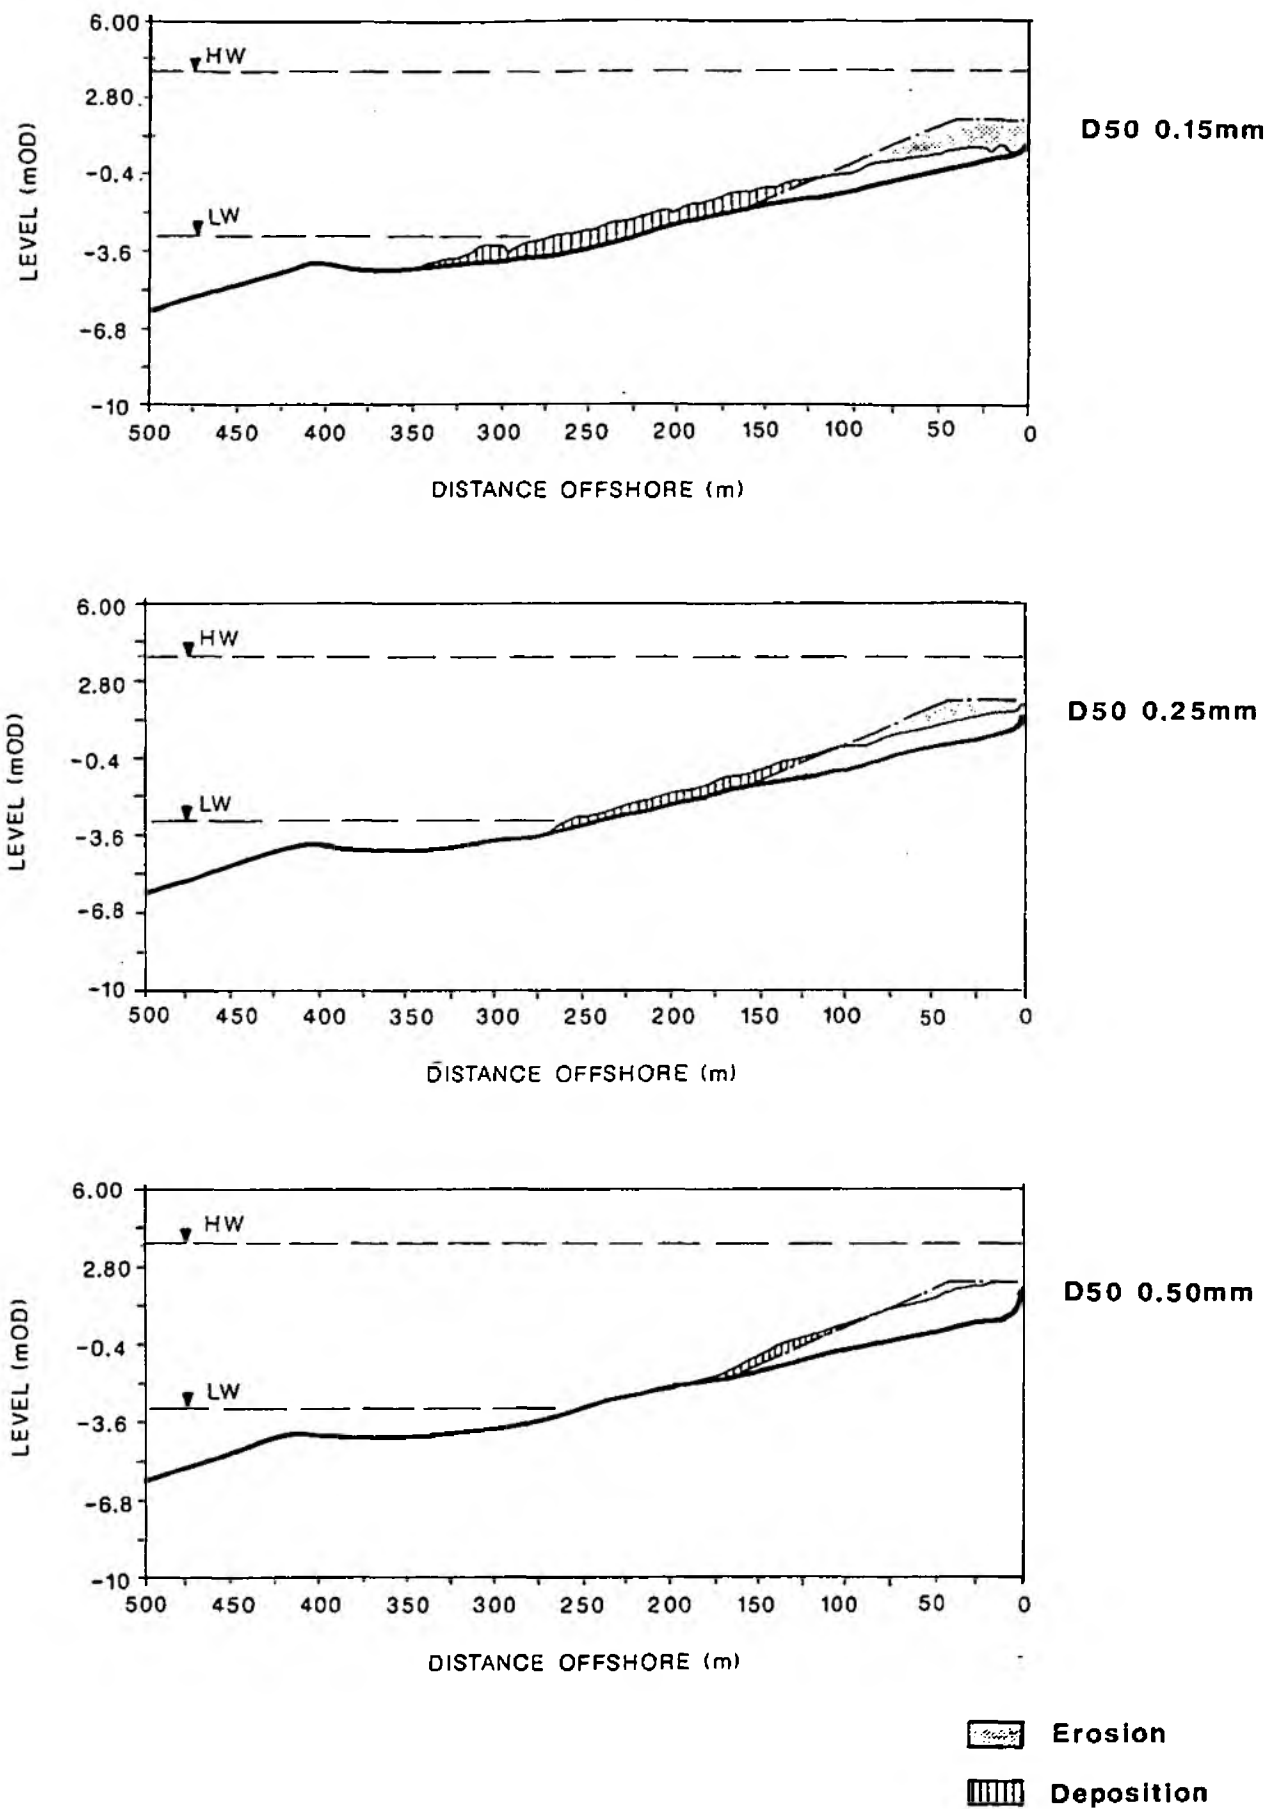 6.00
HW
2.80
D50 0.15mm
-0.4
LW
-3.6
-6.8
-10
LEVEL (mOD)
500 450 400 350 300 250 200 150 100 50 0
DISTANCE OFFSHORE (m)
6.00
HW
2.80
D50 0.25mm
-0.4
LW
-3.6
-6.8
-10
LEVEL (mOD)
500 450 400 350 300 250 200 150 100 50 0
DISTANCE OFFSHORE (m)
6.00
HW
2.80
D50 0.50mm
-0.4
LW
-3.6
-6.8
-10
LEVEL (mOD)
500 450 400 350 300 250 200 150 100 50 0
DISTANCE OFFSHORE (m)
Erosion
Deposition